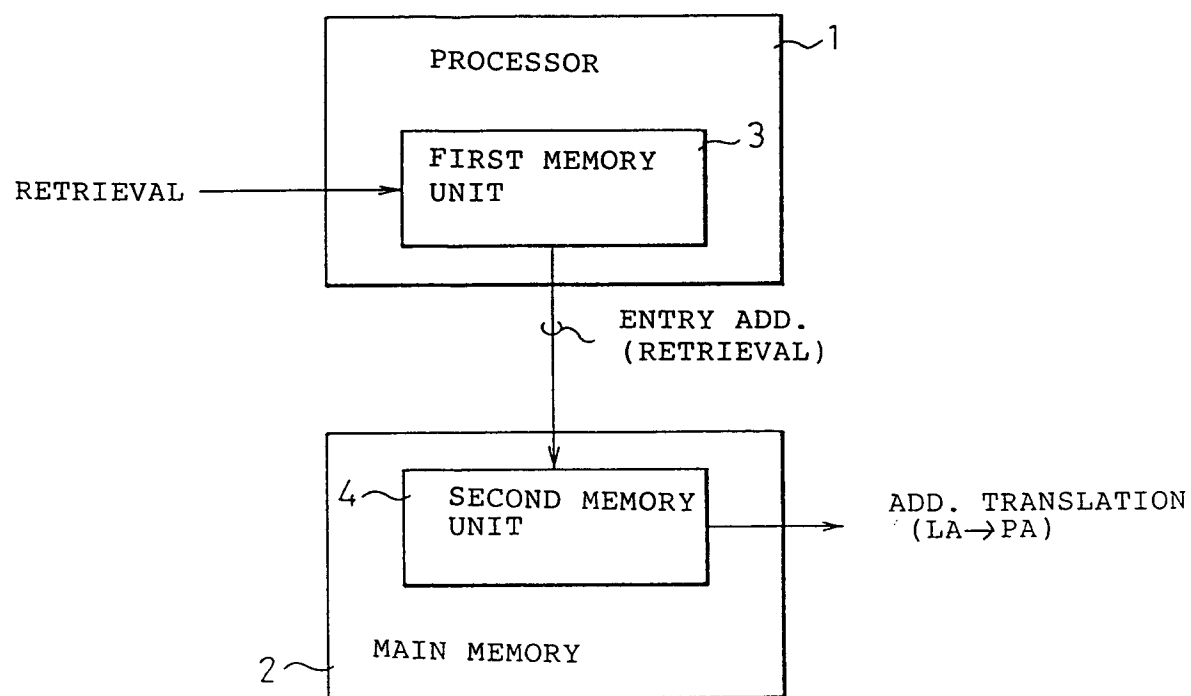 PROCESSOR
1
3
FIRST MEMORY
UNIT
RETRIEVAL
ENTRY ADD.
(RETRIEVAL)
4
SECOND MEMORY
UNIT
ADD. TRANSLATION
(LA→PA)
MAIN MEMORY
2